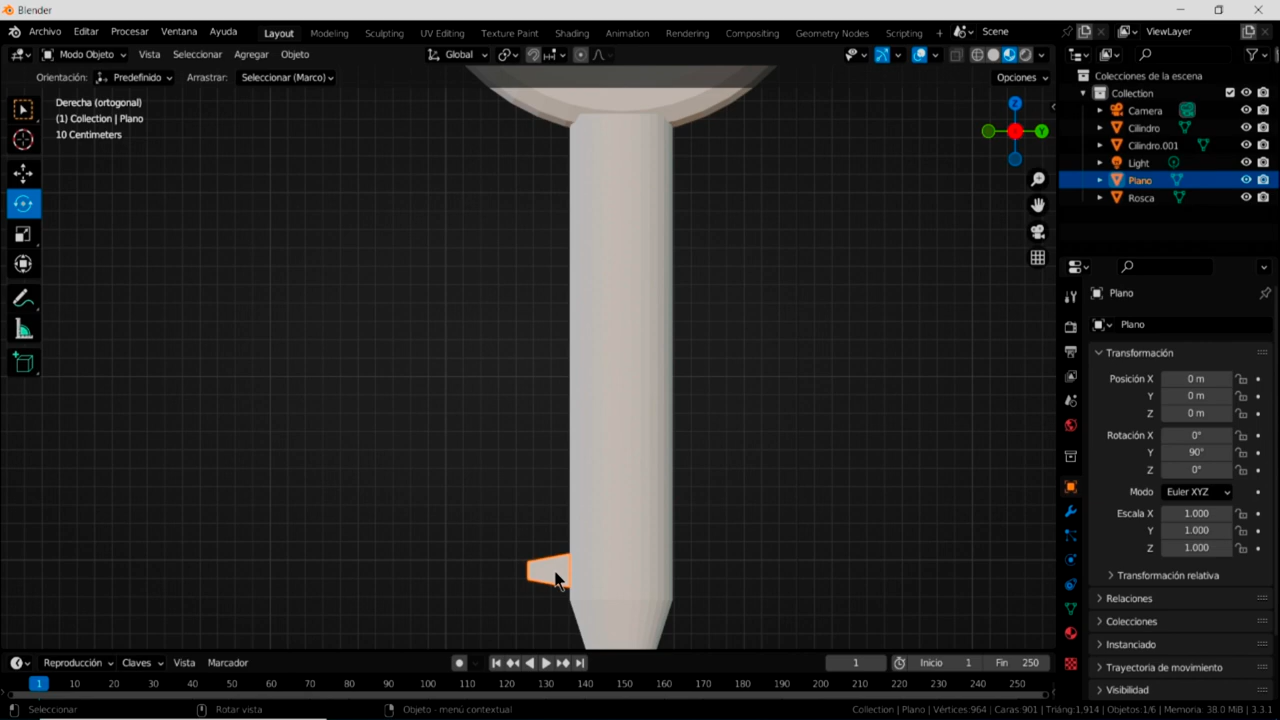 Blender
Archivo Editar Procesar Ventana Ayuda Layout Modeling Sculpting UV Editing Texture Paint Shading Animation Rendering Compositing Geometry Nodes Scripting + Scene ViewLayer
Modo Objeto Vista Seleccionar Agregar Objeto Global
Orientación: Predefinido Arrastrar: Seleccionar (Marco) Opciones
Derecha (ortogonal)
(1) Collection | Plano
10 Centimeters
Z
Y
Colecciones de la escena
Collection
Camera
Cilindro
Cilindro.001
Light
Plano
Rosca
Plano
Plano
Transformación
Posición X 0 m
Y 0 m
Z 0 m
Rotación X 0°
Y 90°
Z 0°
Modo Euler XYZ
Escala X 1.000
Y 1.000
Z 1.000
Transformación relativa
Relaciones
Colecciones
Instanciado
Trayectoria de movimiento
Visibilidad
Reproducción Claves Vista Marcador 1 Inicio 1 Fin 250
1 10 20 30 40 50 60 70 80 90 100 110 120 130 140 150 160 170 180 190 200 210 220 230 240 250
Seleccionar Rotar vista Objeto - menú contextual Collection | Plano | Vértices:964 | Caras:901 | Triáng:1,914 | Objetos:1/6 | Memoria: 38.0 MiB | 3.3.1